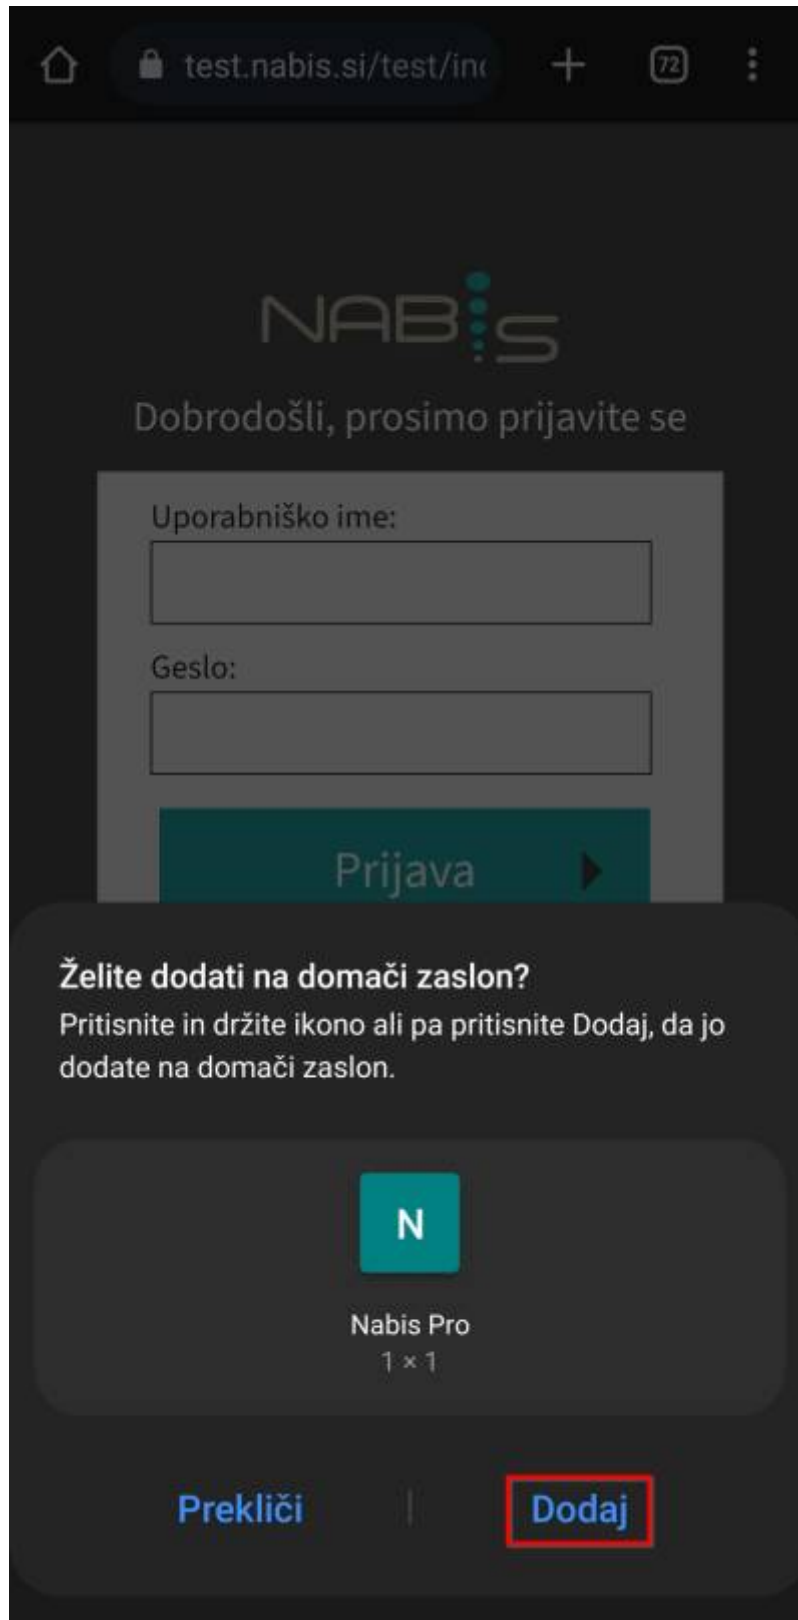 test.nabis.si/test/in
72
NABIS
Dobrodošli, prosimo prijavite se
Uporabniško ime:
Geslo:
Prijava
Želite dodati na domači zaslon?
Pritisnite in držite ikono ali pa pritisnite Dodaj, da jo
dodate na domači zaslon.
N
Nabis Pro
1 × 1
Prekliči
Dodaj